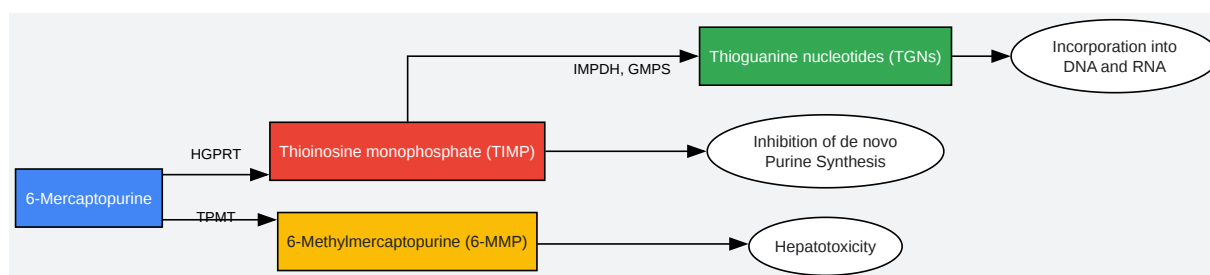 Thioguanine nucleotides (TGNs)
Incorporation into
DNA and RNA
IMPDH, GMPS
HGPRT
Thioinosine monophosphate (TIMP)
Inhibition of de novo
Purine Synthesis
6-Mercaptopurine
TPMT
6-Methylmercaptopurine (6-MMP)
Hepatotoxicity